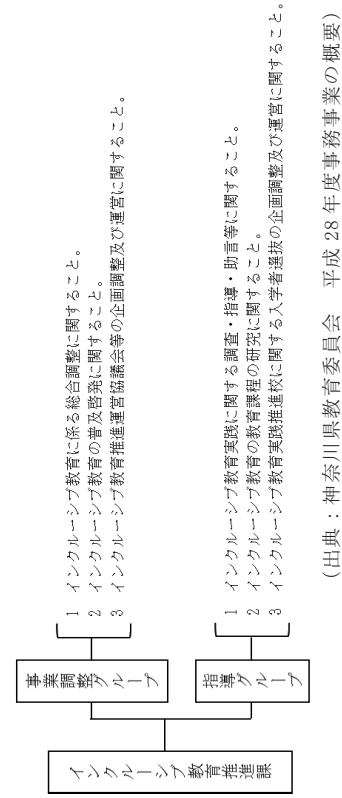 インクルーシブ教育推進課
事業調整グループ
1 インクルーシブ教育に係る総合調整に関すること。
2 インクルーシブ教育の普及啓発に関すること。
3 インクルーシブ教育推進運営協議会等の企画調整及び運営に関すること。
指導グループ
1 インクルーシブ教育実践に関する調査・指導・助言等に関すること。
2 インクルーシブ教育の教育課程の研究に関すること。
3 インクルーシブ教育実践推進校に関する入学者選抜の企画調整及び運営に関すること。
(出典：神奈川県教育委員会 平成 28 年度事務事業の概要)